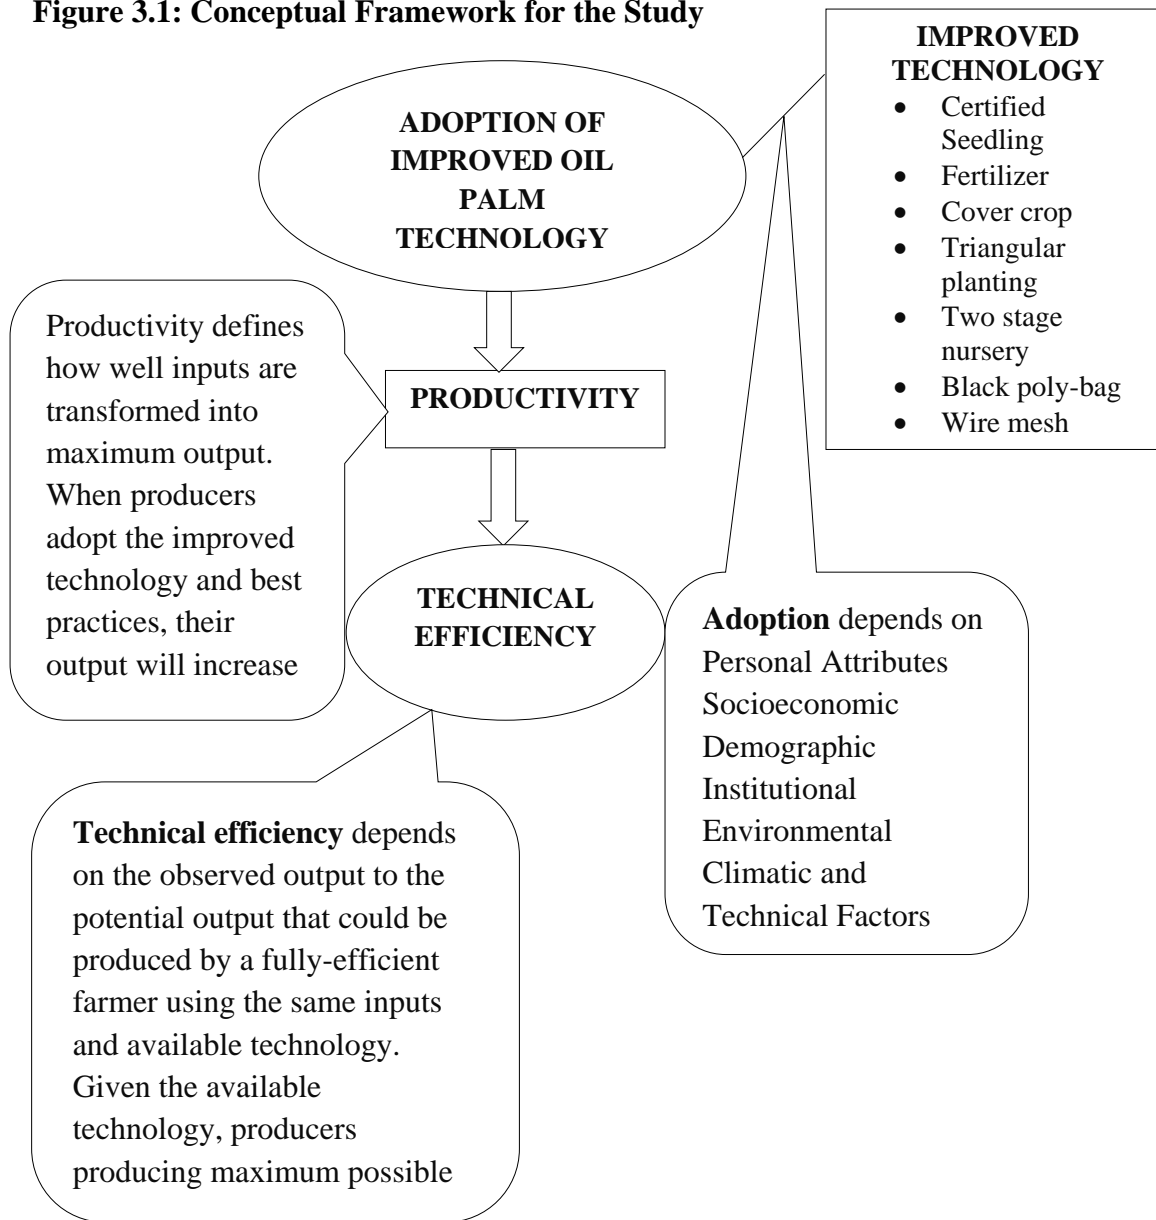 Figure 3.1: Conceptual Framework for the Study
IMPROVED
TECHNOLOGY
• Certified
Seedling
• Fertilizer
• Cover crop
• Triangular
planting
• Two stage
nursery
• Black poly-bag
• Wire mesh
ADOPTION OF
IMPROVED OIL
PALM
TECHNOLOGY
Productivity defines
how well inputs are
transformed into
maximum output.
When producers
adopt the improved
technology and best
practices, their
output will increase
PRODUCTIVITY
TECHNICAL
EFFICIENCY
Adoption depends on
Personal Attributes
Socioeconomic
Demographic
Institutional
Environmental
Climatic and
Technical Factors
Technical efficiency depends
on the observed output to the
potential output that could be
produced by a fully-efficient
farmer using the same inputs
and available technology.
Given the available
technology, producers
producing maximum possible